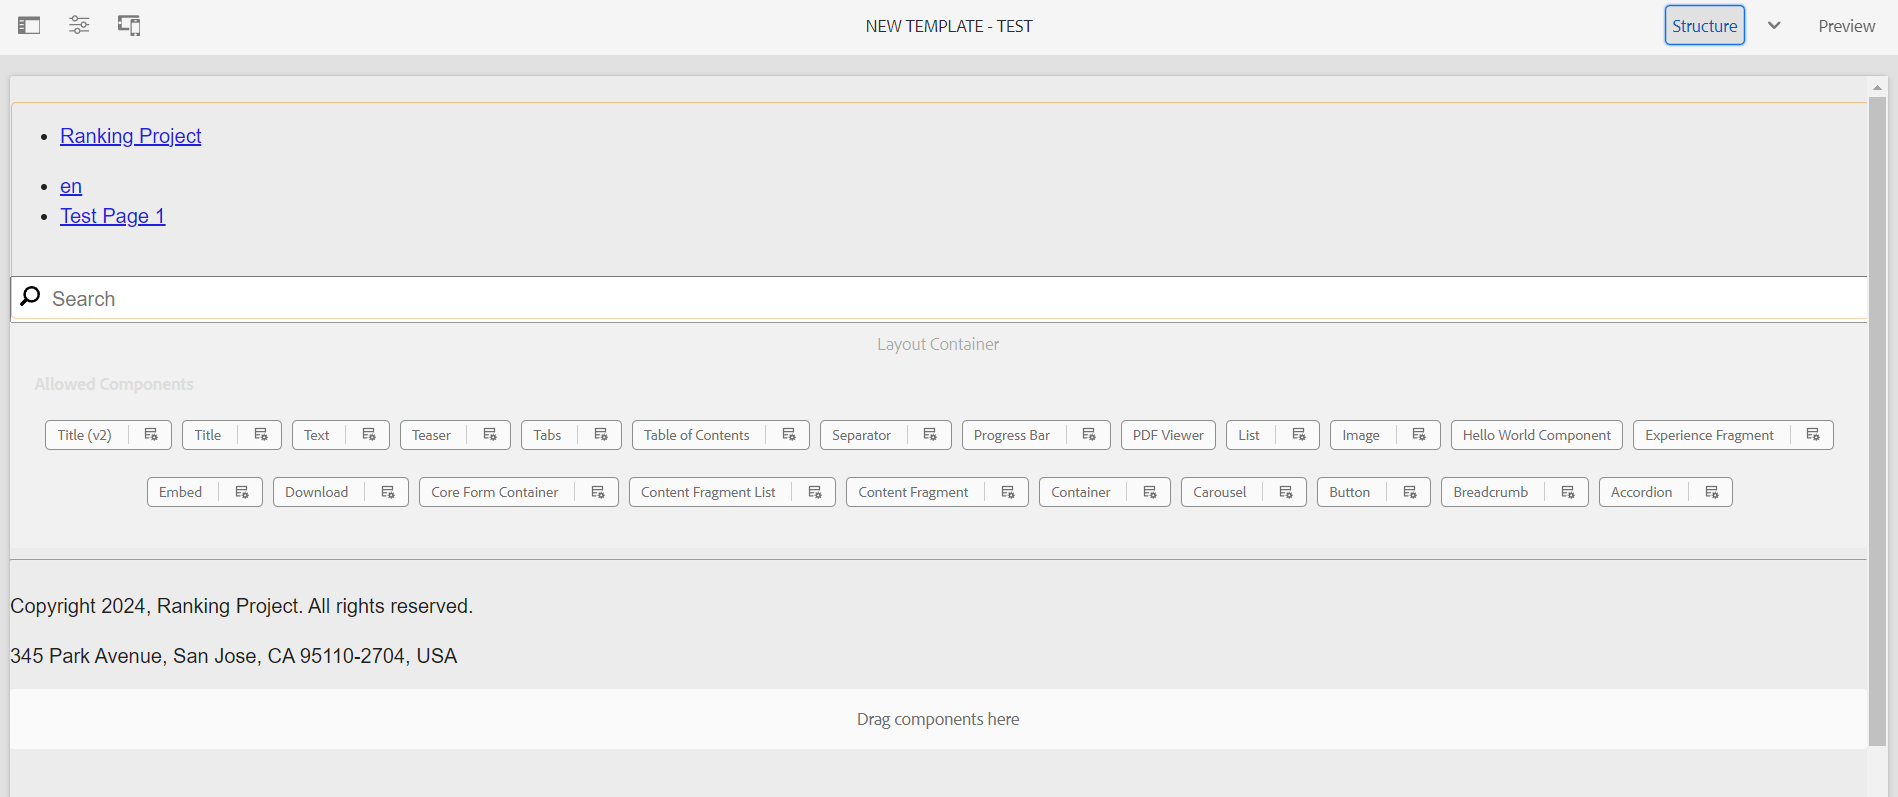 NEW TEMPLATE - TEST Structure Preview
Ranking Project
en
Test Page 1
Search
Layout Container
Allowed Components
Title (v2) Title Text Teaser Tabs Table of Contents Separator Progress Bar PDF Viewer List Image Hello World Component Experience Fragment
Embed Download Core Form Container Content Fragment List Content Fragment Container Carousel Button Breadcrumb Accordion
Copyright 2024, Ranking Project. All rights reserved.
345 Park Avenue, San Jose, CA 95110-2704, USA
Drag components here